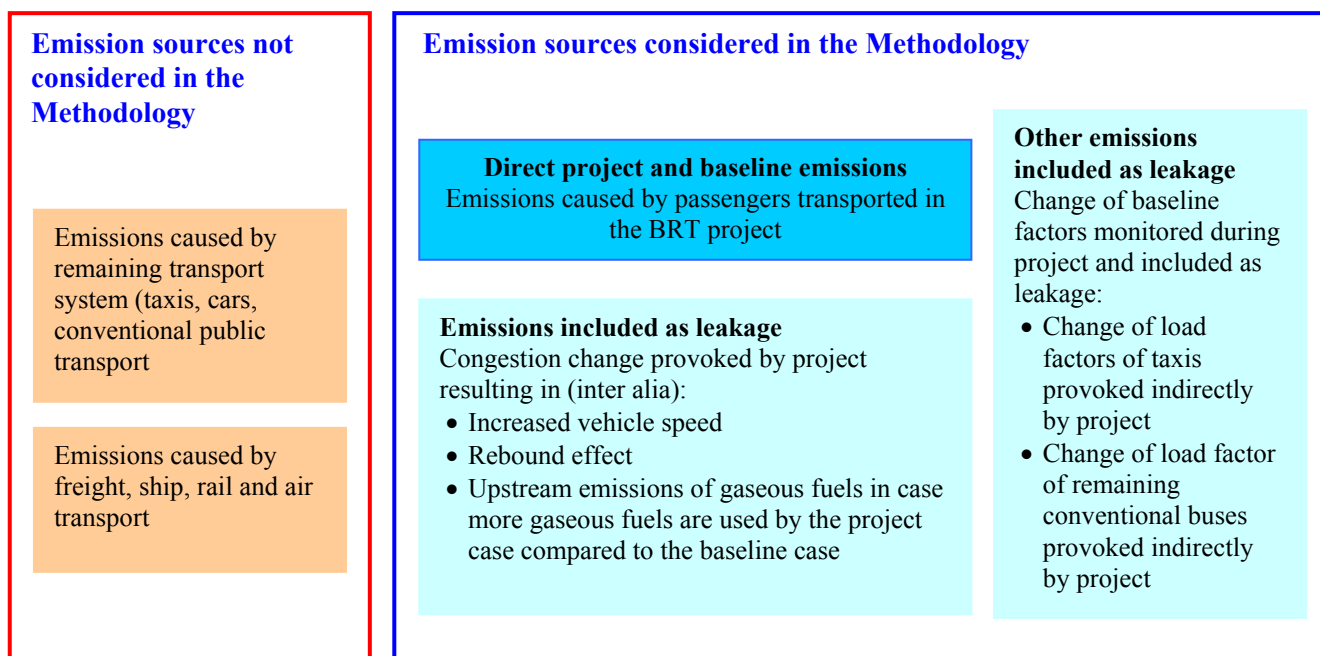 Emission sources not
considered in the
Methodology
Emissions caused by
remaining transport
system (taxis, cars,
conventional public
transport
Emissions caused by
freight, ship, rail and air
transport
Emission sources considered in the Methodology
Direct project and baseline emissions
Emissions caused by passengers transported in
the BRT project
Emissions included as leakage
Congestion change provoked by project
resulting in (inter alia):
• Increased vehicle speed
• Rebound effect
• Upstream emissions of gaseous fuels in case
more gaseous fuels are used by the project
case compared to the baseline case
Other emissions
included as leakage
Change of baseline
factors monitored during
project and included as
leakage:
• Change of load
factors of taxis
provoked indirectly
by project
• Change of load factor
of remaining
conventional buses
provoked indirectly
by project